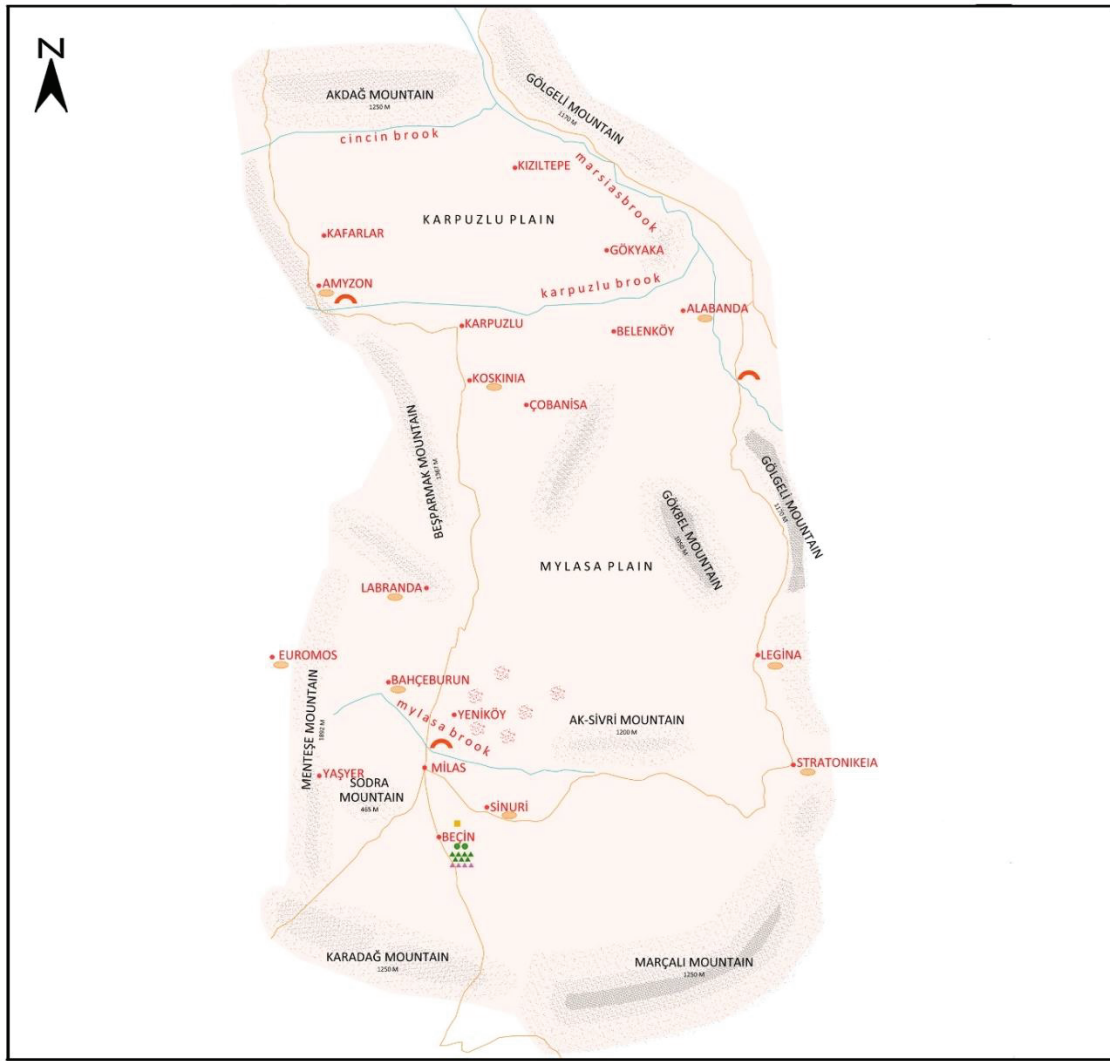 N
AKDAĞ MOUNTAIN
1250 M
GÖLGELİ MOUNTAIN
1170 M
cincin brook
KIZILTEPE
marsiasbrook
KARPUZLU PLAIN
KAFARLAR
GÖKYAKA
AMYZON
karpuzlu brook
ALABANDA
KARPUZLU
BELENKÖY
KOSKINIA
ÇOBANİSA
BEŞPARMAK MOUNTAIN
GÖLGELİ MOUNTAIN
1170 M
GÖKBEL MOUNTAIN
MYLASA PLAIN
LABRANDA
EUROMOS
LEGİNA
BAHÇEBURUN
MENTEŞE MOUNTAIN
1892 M
mylasa brook
YENİKÖY
AK-SİVRİ MOUNTAIN
1200 M
STRATONIKEIA
MİLAS
YAŞYER
SODRA
MOUNTAIN
465 M
SİNURİ
BEÇİN
KARADAĞ MOUNTAIN
1250 M
MARÇALI MOUNTAIN
1250 M